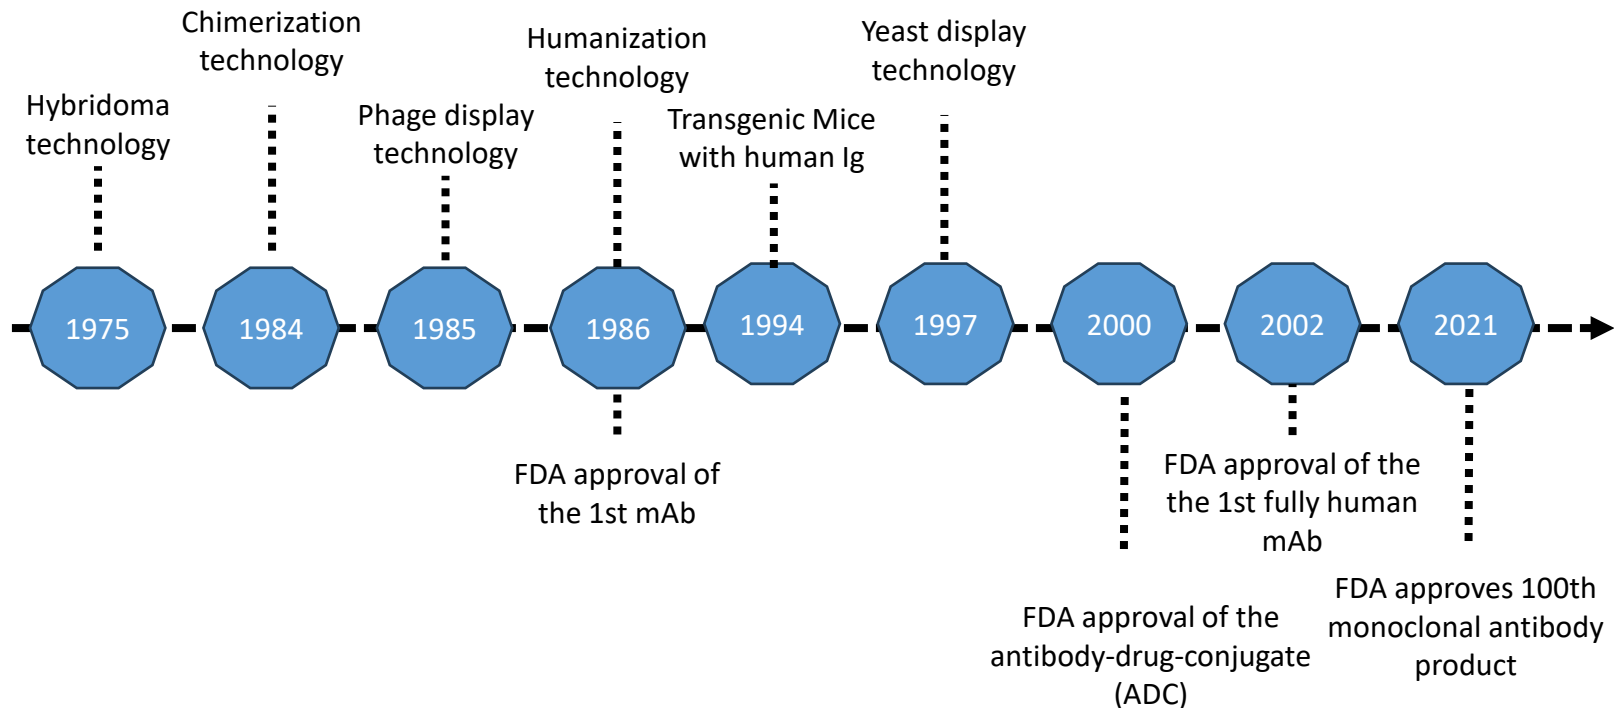 Chimerization
technology
Hybridoma
technology
Phage display
technology
Humanization
technology
Transgenic Mice
with human Ig
Yeast display
technology
1975
1984
1985
1986
1994
1997
2000
2002
2021
FDA approval of
the 1st mAb
FDA approval of the
antibody-drug-conjugate
(ADC)
FDA approval of the
the 1st fully human
mAb
FDA approves 100th
monoclonal antibody
product